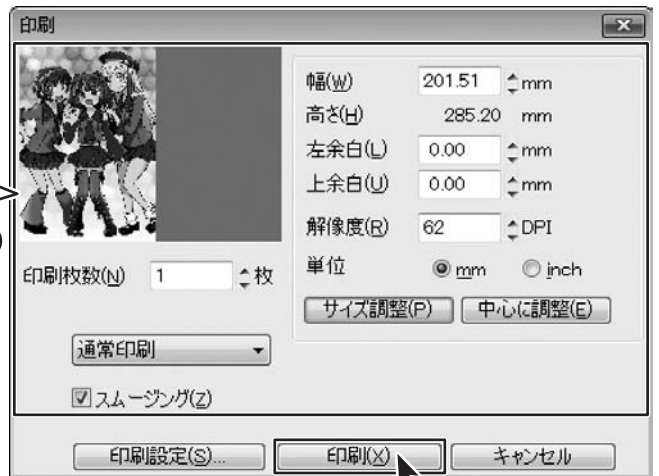 印刷
幅(W) 201.51 mm
高さ(H) 285.20 mm
左余白(L) 0.00 mm
上余白(U) 0.00 mm
解像度(R) 62 DPI
単位 mm inch
サイズ調整(P) 中心に調整(E)
印刷枚数(N) 1 枚
通常印刷
スムージング(Z)
印刷設定(S)... 印刷(X) キャンセル